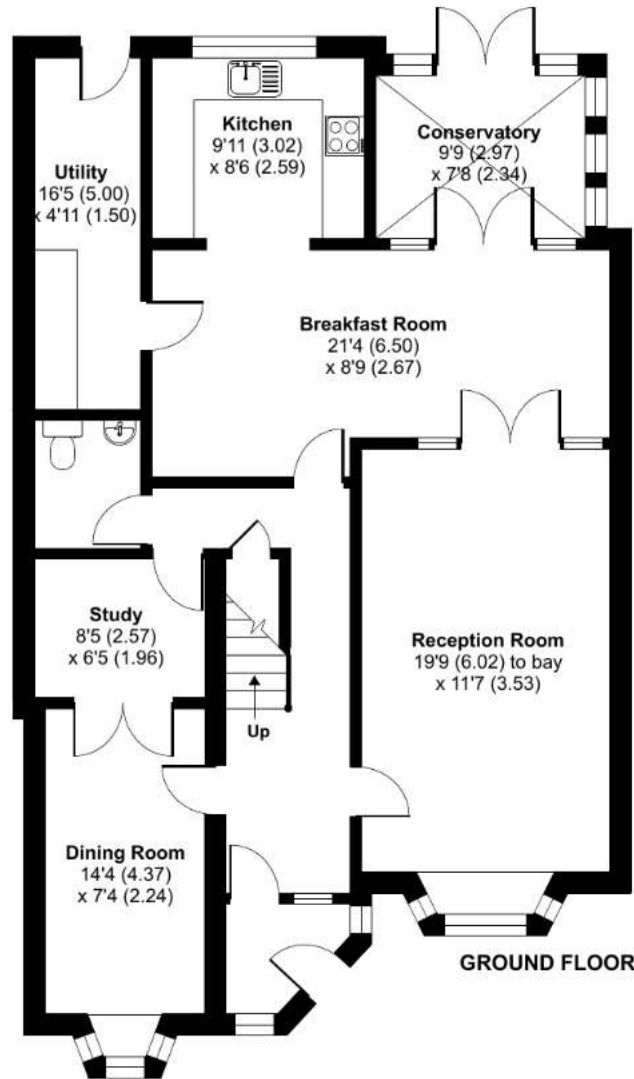 Kitchen
9'11 (3.02)
x 8'6 (2.59)
Conservatory
9'9 (2.97)
x 7'8 (2.34)
Utility
16'5 (5.00)
x 4'11 (1.50)
Breakfast Room
21'4 (6.50)
x 8'9 (2.67)
Study
8'5 (2.57)
x 6'5 (1.96)
Reception Room
19'9 (6.02) to bay
x 11'7 (3.53)
Up
Dining Room
14'4 (4.37)
x 7'4 (2.24)
GROUND FLOOR